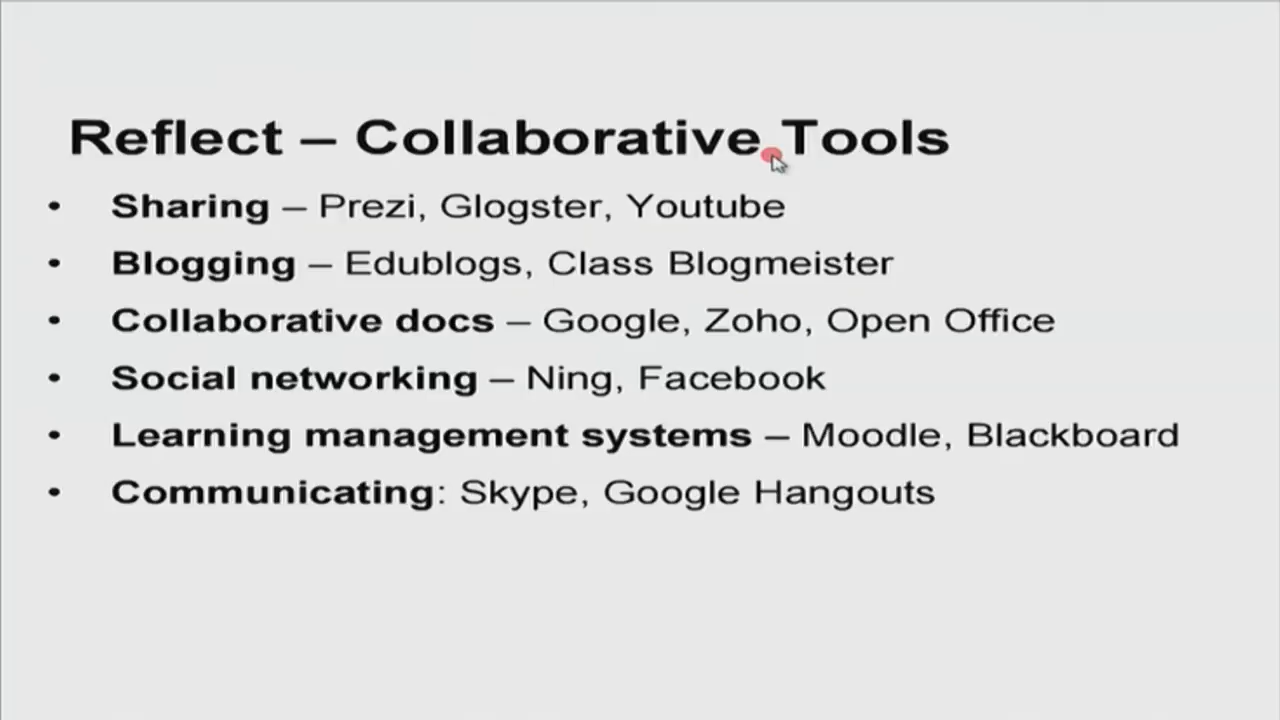 Reflect – Collaborative Tools
• Sharing – Prezi, Glogster, Youtube
• Blogging – Edublogs, Class Blogmeister
• Collaborative docs – Google, Zoho, Open Office
• Social networking – Ning, Facebook
• Learning management systems – Moodle, Blackboard
• Communicating: Skype, Google Hangouts